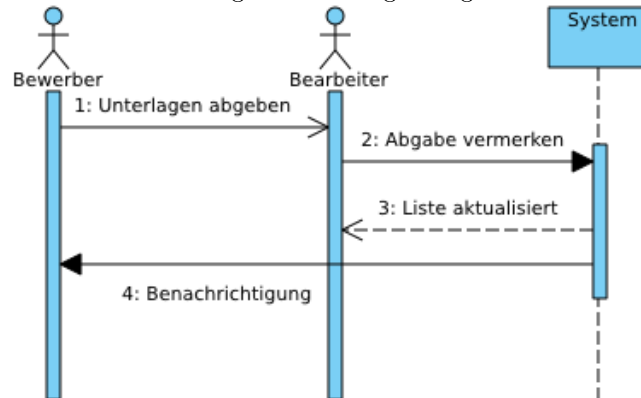 System
Bewerber
Bearbeiter
1: Unterlagen abgeben
2: Abgabe vermerken
3: Liste aktualisiert
4: Benachrichtigung